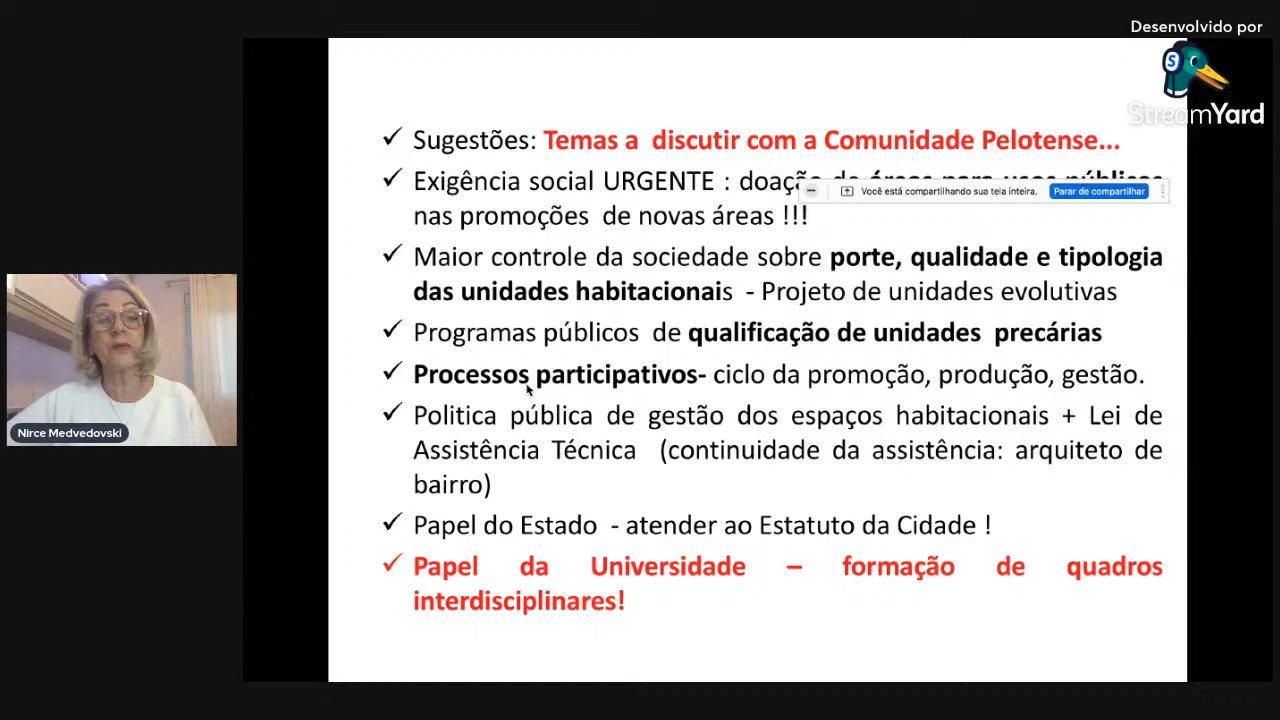 Desenvolvido por
StreamYard
✓ Sugestões: Temas a discutir com a Comunidade Pelotense...
✓ Exigência social URGENTE : doação de áreas para usos públicos
Você está compartilhando sua tela inteira. Parar de compartilhar
nas promoções de novas áreas !!!
✓ Maior controle da sociedade sobre porte, qualidade e tipologia
das unidades habitacionais - Projeto de unidades evolutivas
✓ Programas públicos de qualificação de unidades precárias
✓ Processos participativos- ciclo da promoção, produção, gestão.
✓ Politica pública de gestão dos espaços habitacionais + Lei de
Assistência Técnica (continuidade da assistência: arquiteto de
bairro)
✓ Papel do Estado - atender ao Estatuto da Cidade !
✓ Papel da Universidade – formação de quadros
interdisciplinares!
Nirce Medvedovski